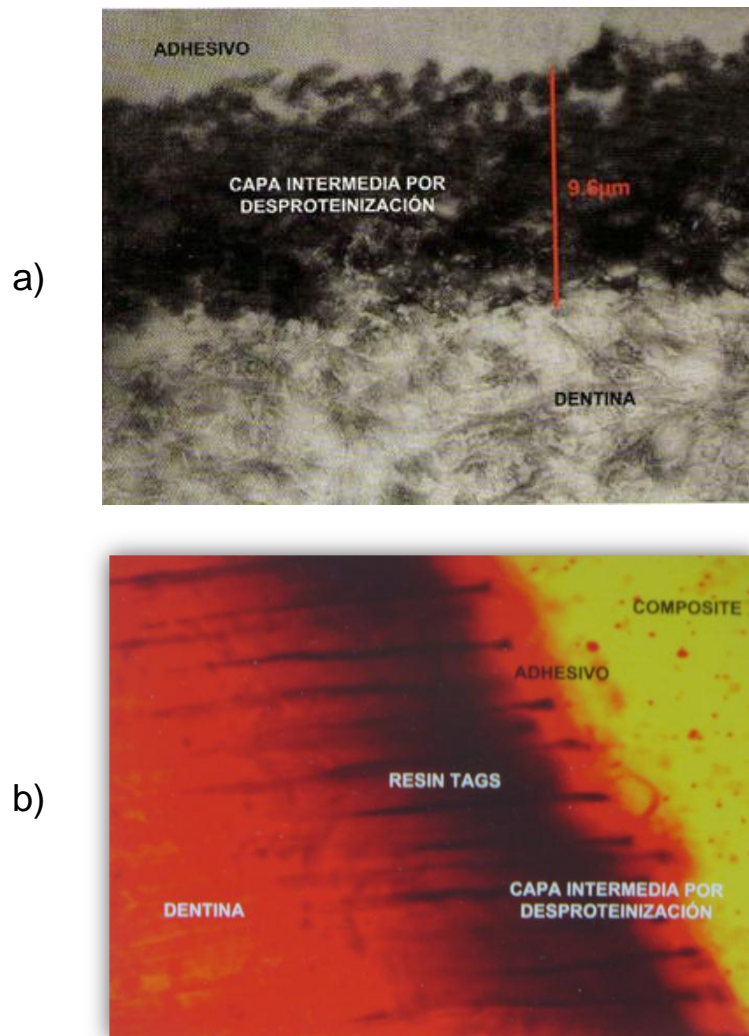 a)
ADHESIVO
CAPA INTERMEDIA POR
DESPROTEINIZACIÓN
9.6µm
DENTINA
b)
COMPOSITE
ADHESIVO
RESIN TAGS
CAPA INTERMEDIA POR
DESPROTEINIZACIÓN
DENTINA